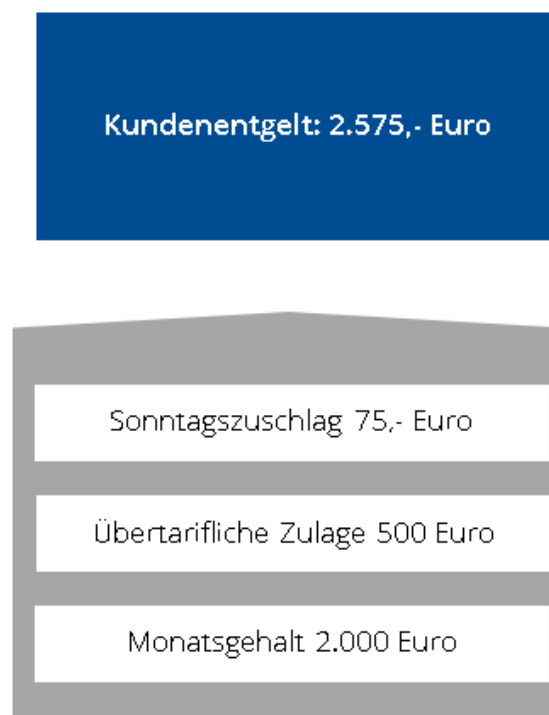 Kundenentgelt: 2.575,- Euro
Sonntagszuschlag 75,- Euro
Übertarifliche Zulage 500 Euro
Monatsgehalt 2.000 Euro